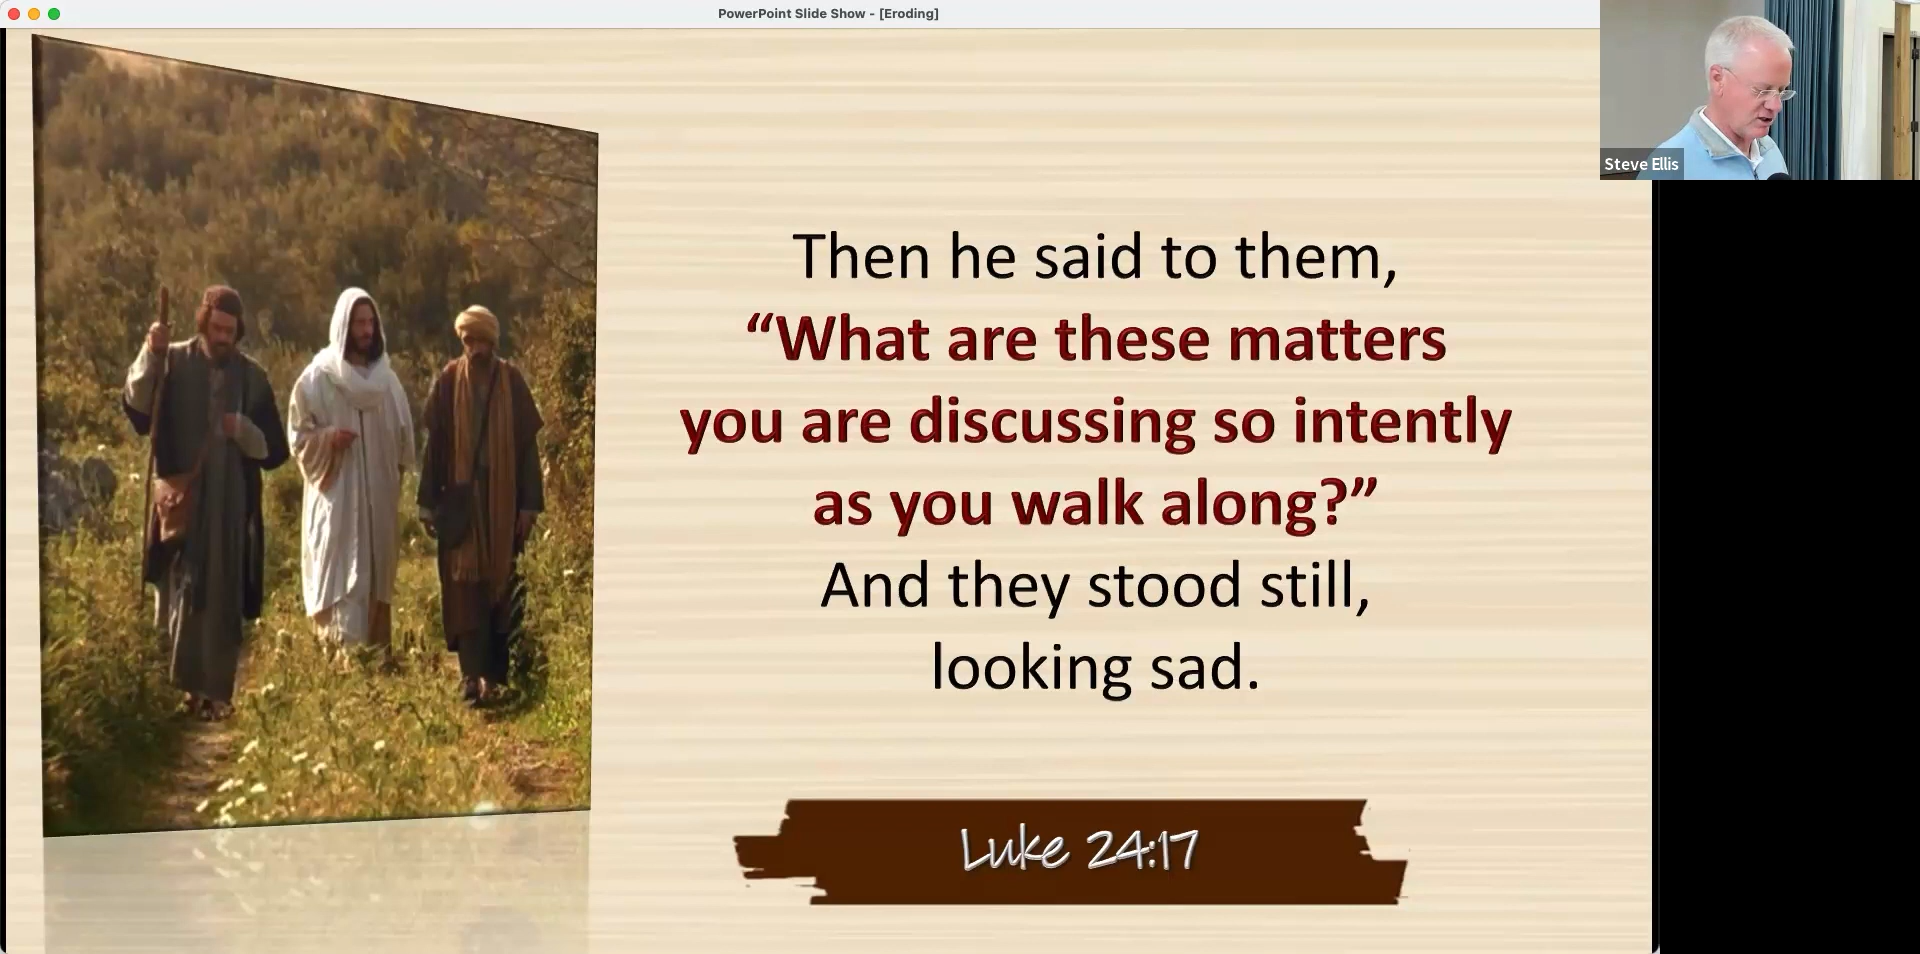 PowerPoint Slide Show - [Eroding]
Steve Ellis
Then he said to them,
“What are these matters
you are discussing so intently
as you walk along?”
And they stood still,
looking sad.
Luke 24:17